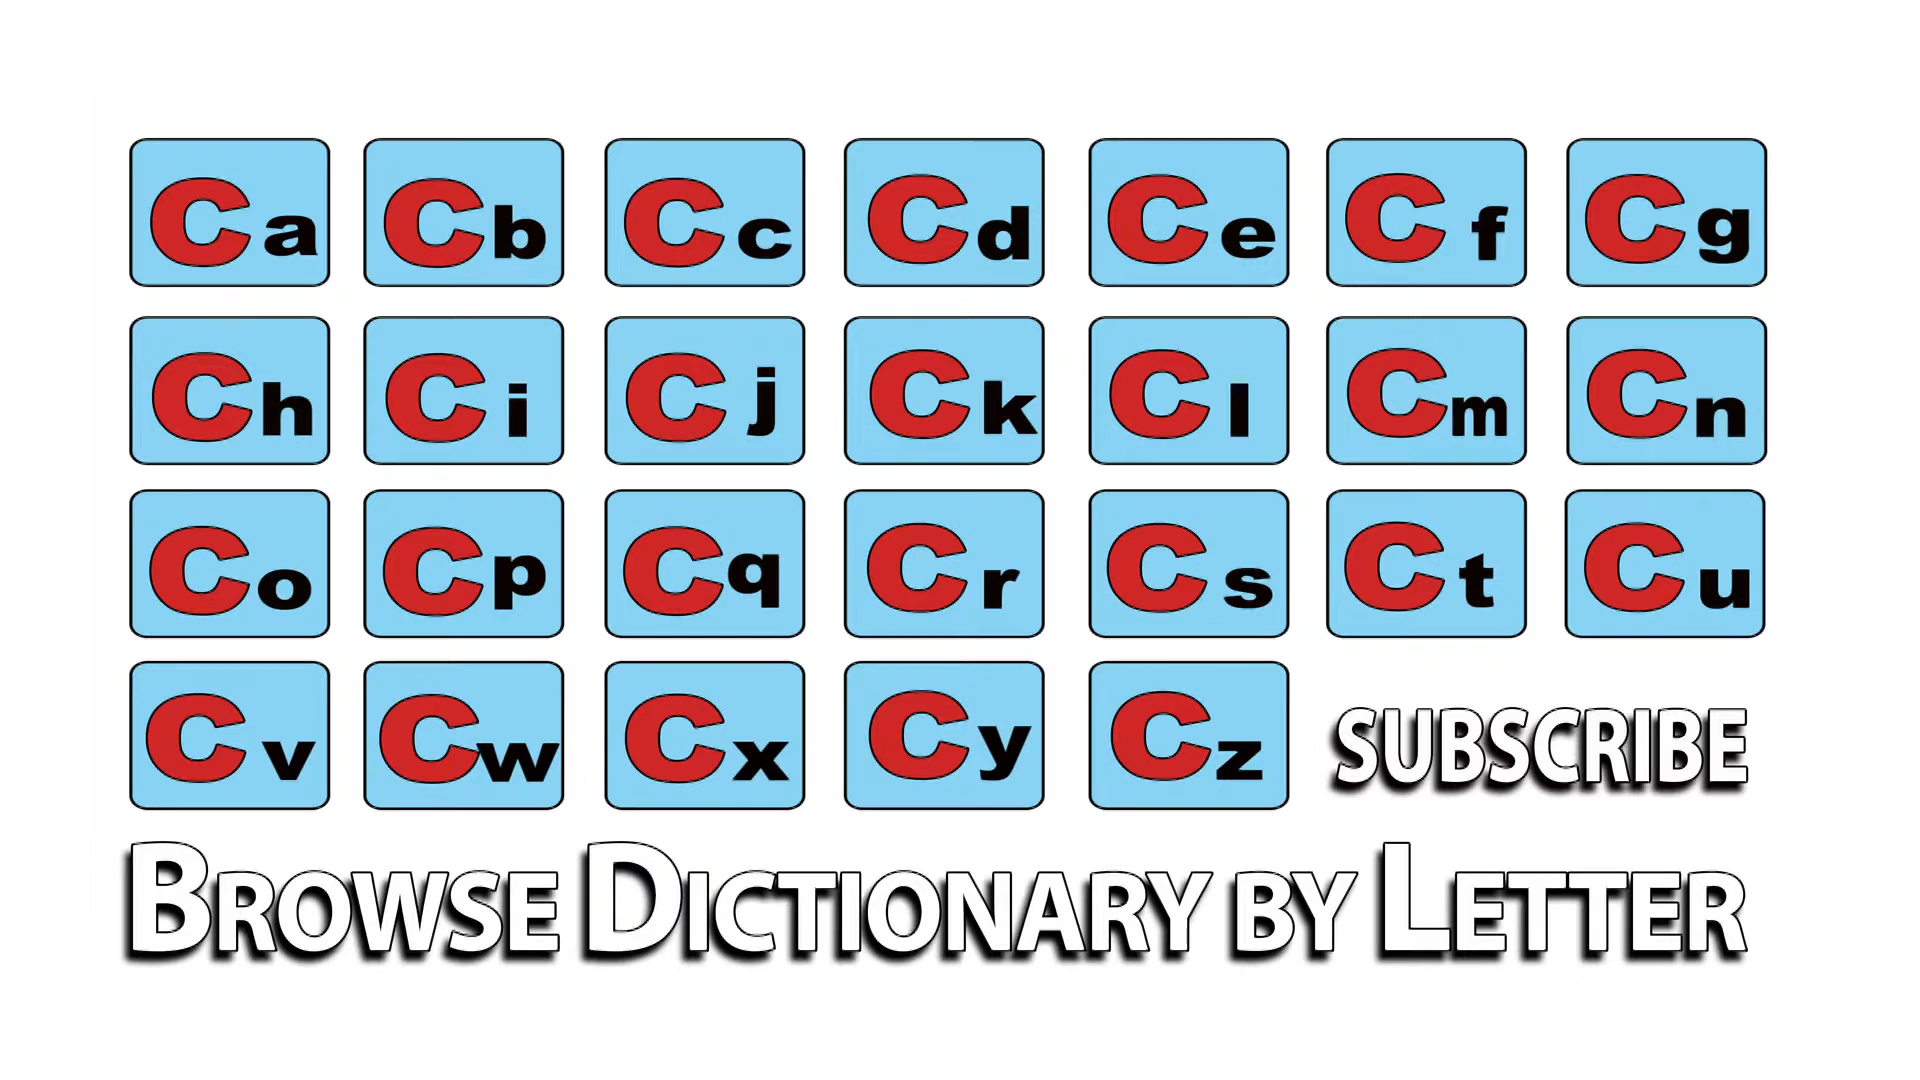 Ca Cb Cc Cd Ce Cf Cg
Ch Ci Cj Ck Cl Cm Cn
Co Cp Cq Cr Cs Ct Cu
Cv Cw Cx Cy Cz SUBSCRIBE
BROWSE DICTIONARY BY LETTER